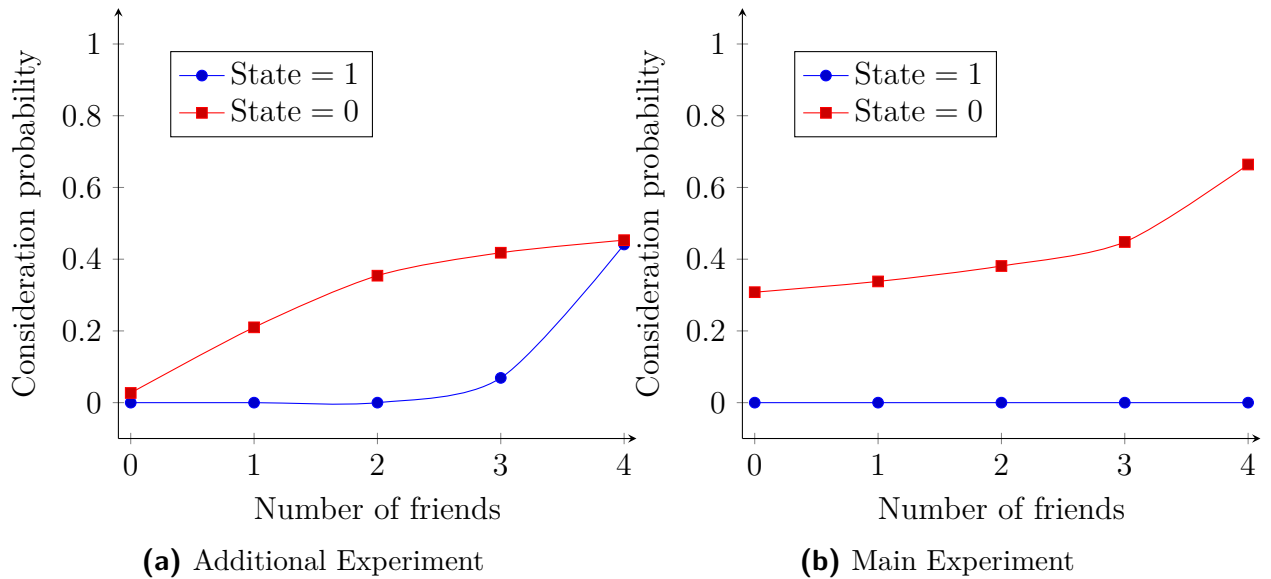 Consideration probability
1
0.8
0.6
0.4
0.2
0
State = 1
State = 0
0 1 2 3 4
Number of friends
(a) Additional Experiment
Consideration probability
1
0.8
0.6
0.4
0.2
0
State = 1
State = 0
0 1 2 3 4
Number of friends
(b) Main Experiment